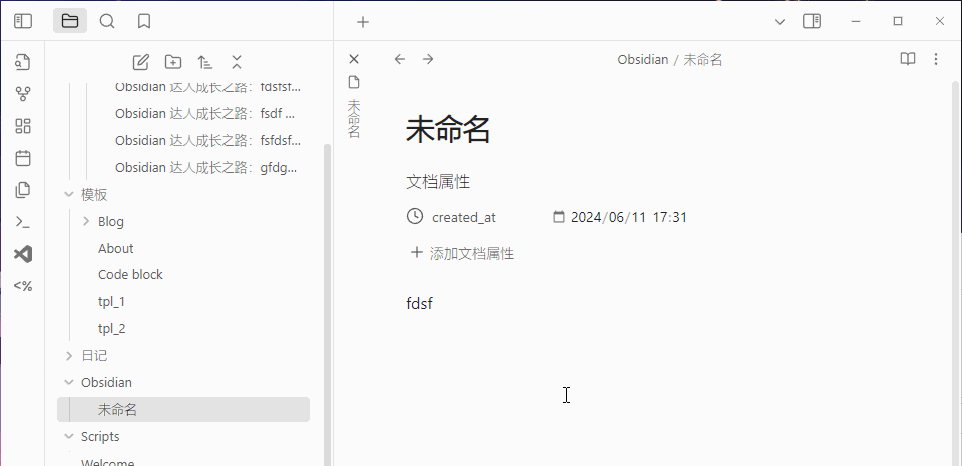 Obsidian 达人成长之路：fdsfsf...
Obsidian 达人成长之路：fsdf ...
Obsidian 达人成长之路：fsfdsf...
Obsidian 达人成长之路：gfdg...
模板
Blog
About
Code block
tpl_1
tpl_2
日记
Obsidian
未命名
Scripts
Welcome
<%
未命名
Obsidian / 未命名
未命名
文档属性
created_at 2024/06/11 17:31
添加文档属性
fdsf